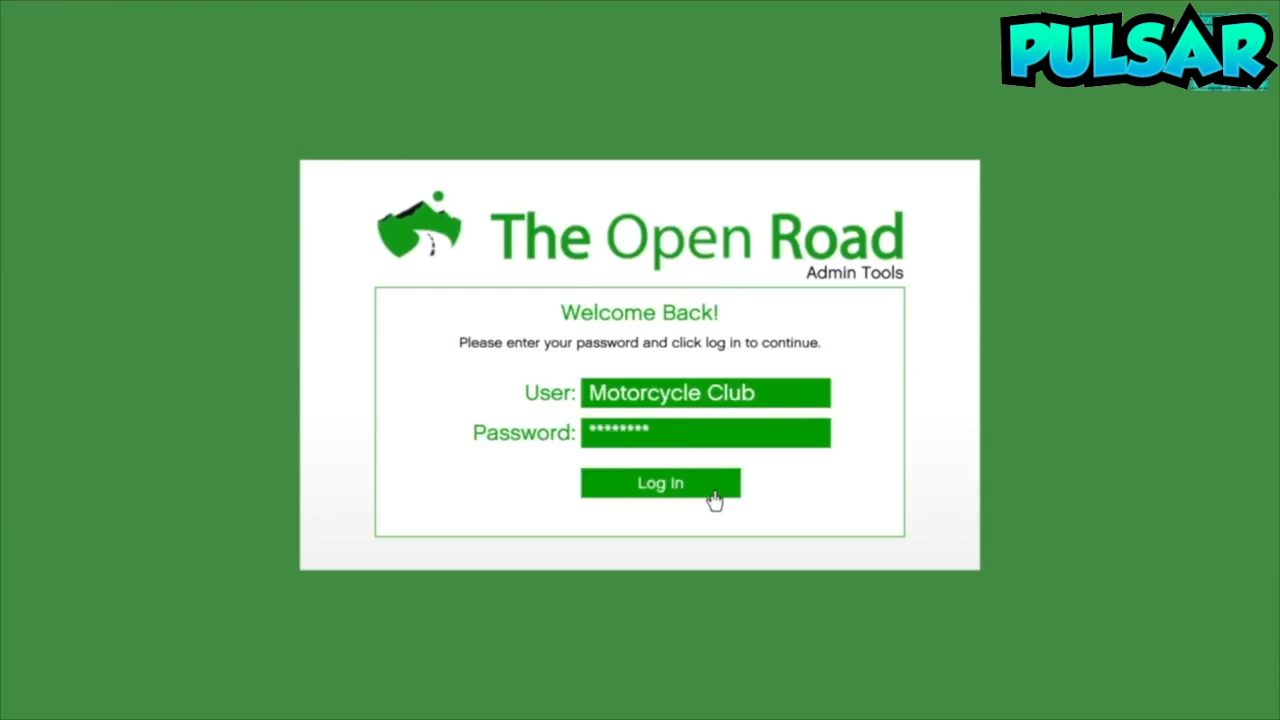 PULSAR
The Open Road
Admin Tools
Welcome Back!
Please enter your password and click log in to continue.
User: Motorcycle Club
Password: ********
Log In